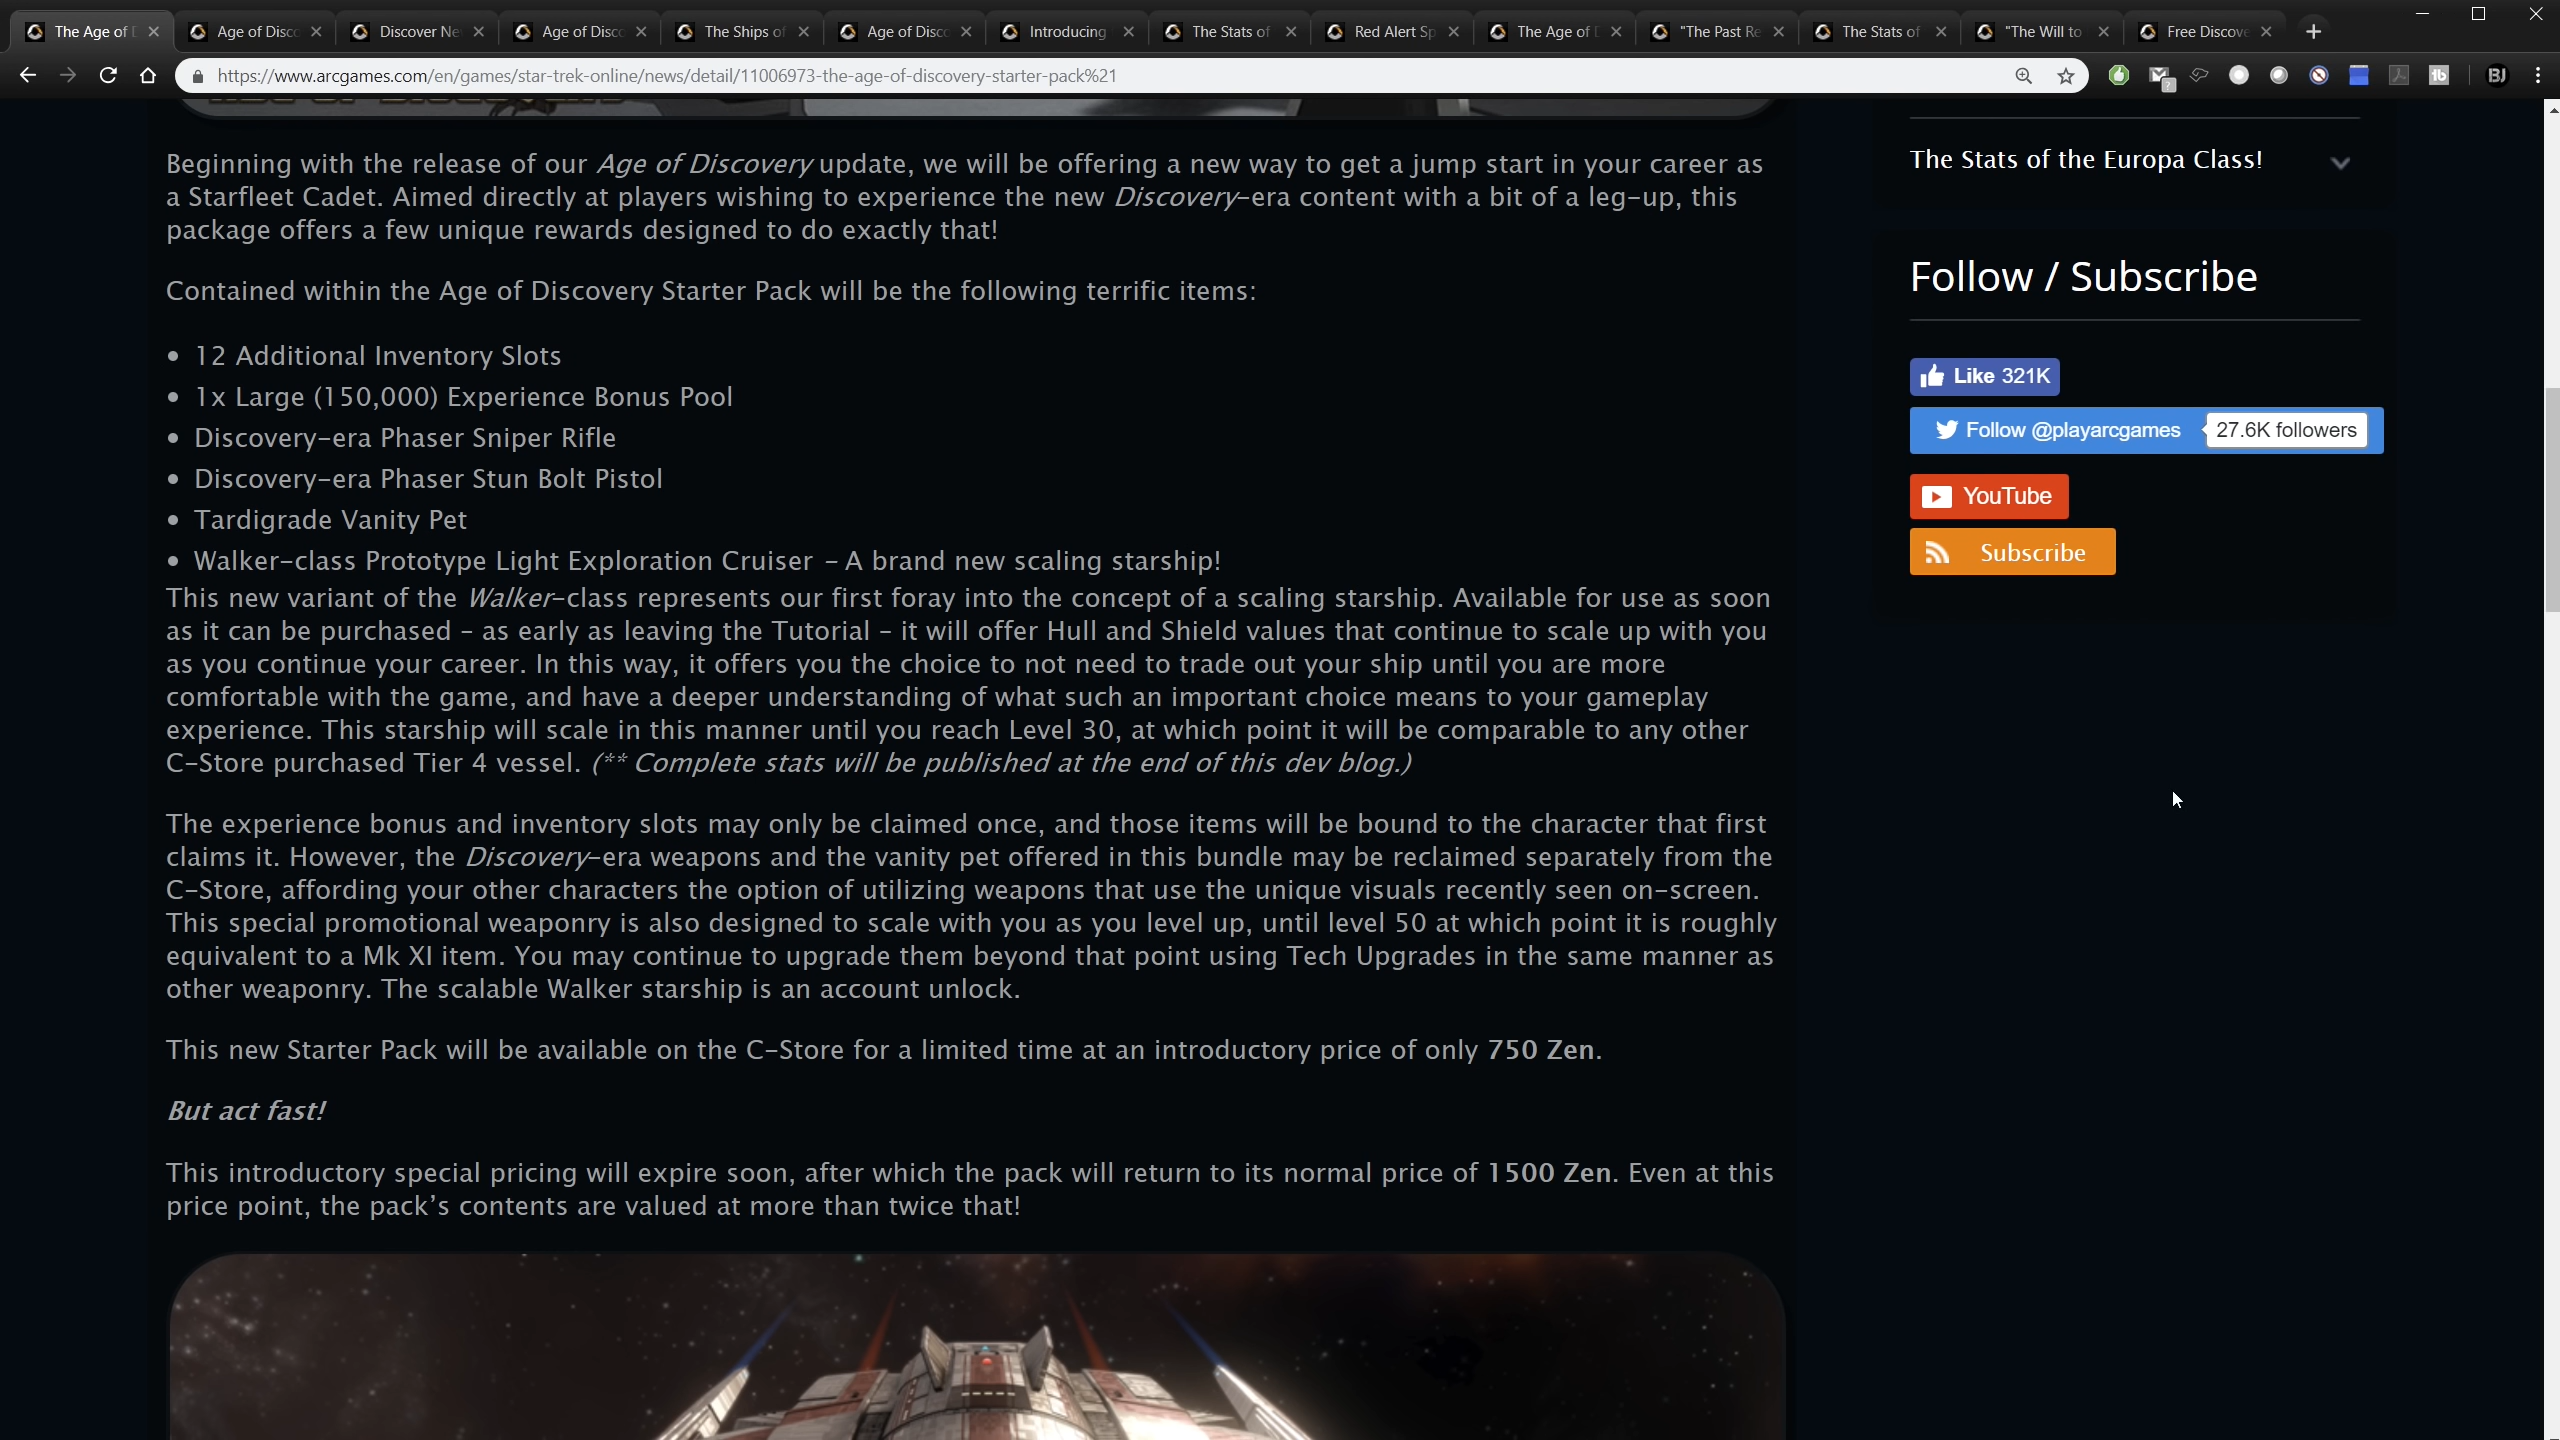 The Age of
Age of Disco
Discover Ne
Age of Disco
The Ships of
Age of Disco
Introducing
The Stats of
Red Alert Sp
The Age of
"The Past Re
The Stats of
"The Will to
Free Discove
https://www.arcgames.com/en/games/star-trek-online/news/detail/11006973-the-age-of-discovery-starter-pack%21
BJ
Beginning with the release of our Age of Discovery update, we will be offering a new way to get a jump start in your career as
a Starfleet Cadet. Aimed directly at players wishing to experience the new Discovery-era content with a bit of a leg-up, this
package offers a few unique rewards designed to do exactly that!
Contained within the Age of Discovery Starter Pack will be the following terrific items:
• 12 Additional Inventory Slots
• 1x Large (150,000) Experience Bonus Pool
• Discovery-era Phaser Sniper Rifle
• Discovery-era Phaser Stun Bolt Pistol
• Tardigrade Vanity Pet
• Walker-class Prototype Light Exploration Cruiser – A brand new scaling starship!
This new variant of the Walker-class represents our first foray into the concept of a scaling starship. Available for use as soon
as it can be purchased – as early as leaving the Tutorial – it will offer Hull and Shield values that continue to scale up with you
as you continue your career. In this way, it offers you the choice to not need to trade out your ship until you are more
comfortable with the game, and have a deeper understanding of what such an important choice means to your gameplay
experience. This starship will scale in this manner until you reach Level 30, at which point it will be comparable to any other
C-Store purchased Tier 4 vessel. (** Complete stats will be published at the end of this dev blog.)
The experience bonus and inventory slots may only be claimed once, and those items will be bound to the character that first
claims it. However, the Discovery-era weapons and the vanity pet offered in this bundle may be reclaimed separately from the
C-Store, affording your other characters the option of utilizing weapons that use the unique visuals recently seen on-screen.
This special promotional weaponry is also designed to scale with you as you level up, until level 50 at which point it is roughly
equivalent to a Mk XI item. You may continue to upgrade them beyond that point using Tech Upgrades in the same manner as
other weaponry. The scalable Walker starship is an account unlock.
This new Starter Pack will be available on the C-Store for a limited time at an introductory price of only 750 Zen.
But act fast!
This introductory special pricing will expire soon, after which the pack will return to its normal price of 1500 Zen. Even at this
price point, the pack's contents are valued at more than twice that!
The Stats of the Europa Class!
Follow / Subscribe
Like 321K
Follow @playarcgames 27.6K followers
YouTube
Subscribe